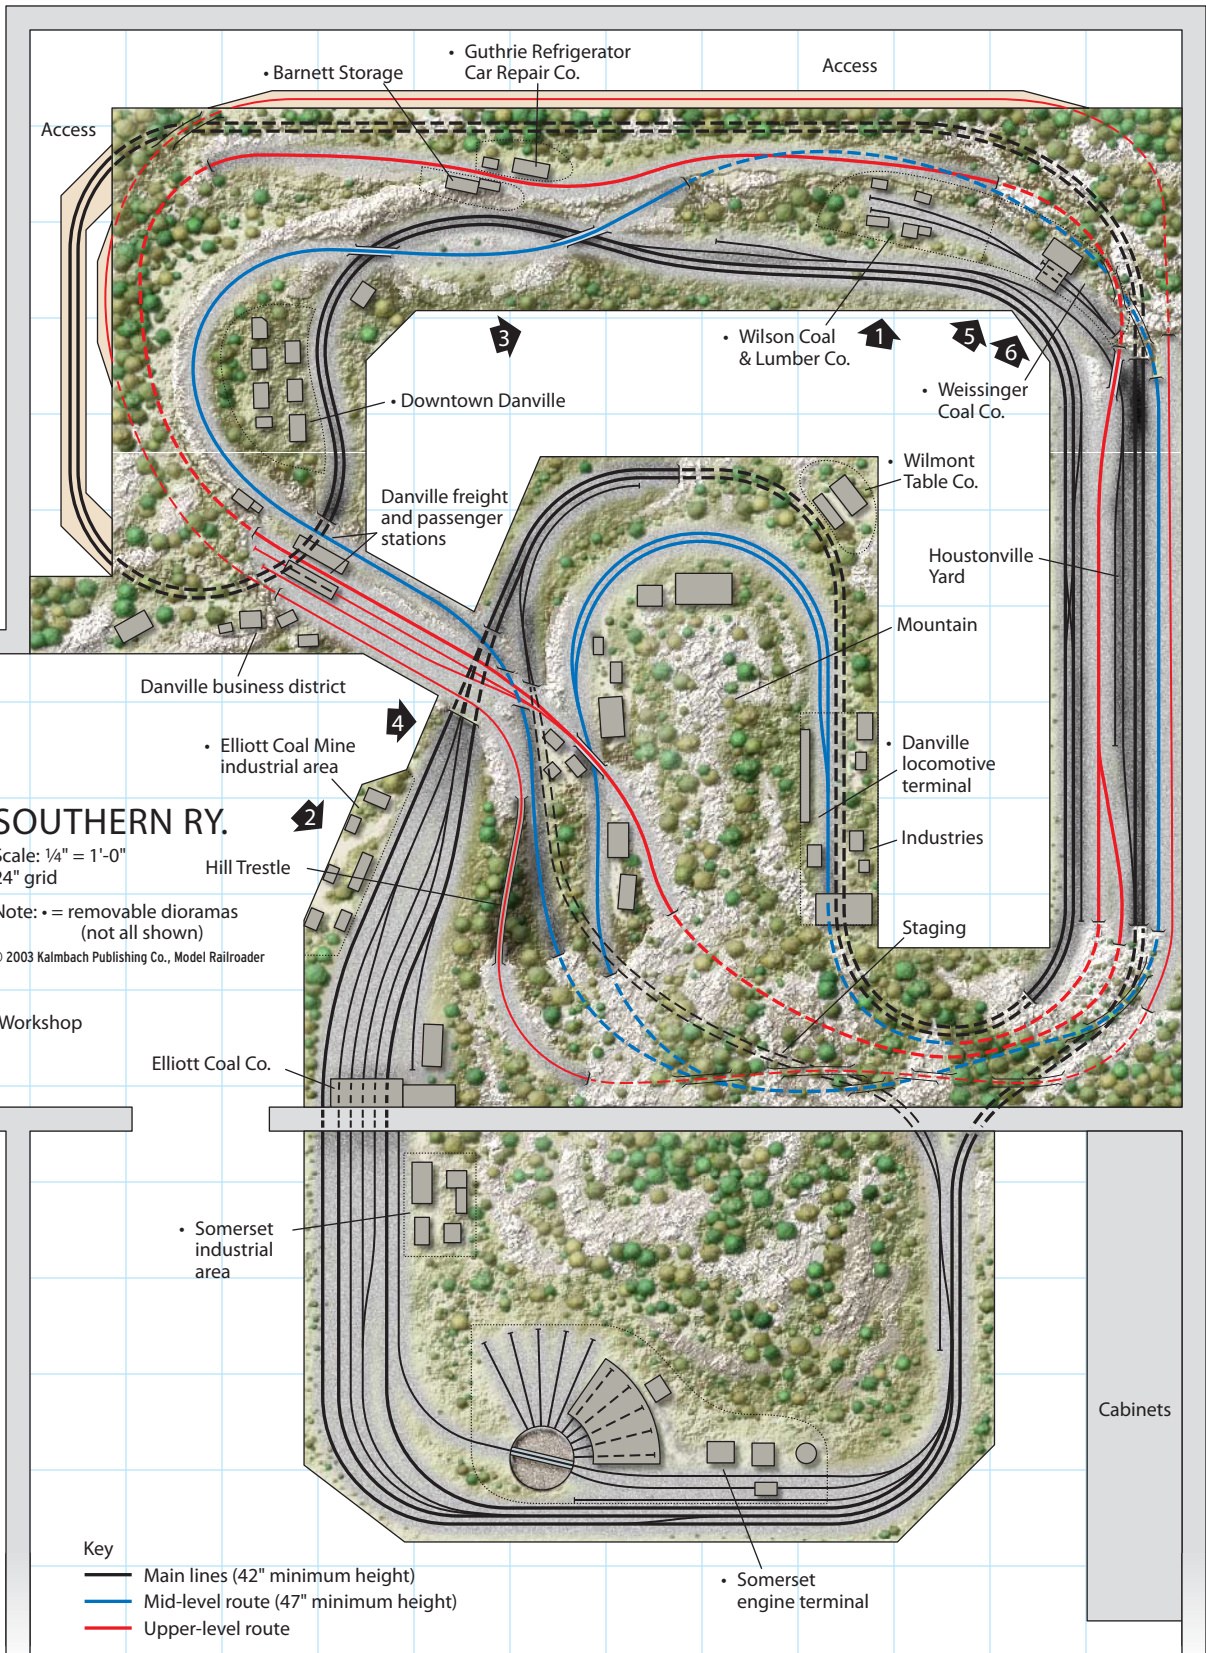 • Guthrie Refrigerator
Car Repair Co.
• Barnett Storage
Access
Access
3
1
5
6
• Wilson Coal
& Lumber Co.
• Weissinger
Coal Co.
• Downtown Danville
• Wilmont
Table Co.
Danville freight
and passenger
stations
Houstonville
Yard
Mountain
Danville business district
4
• Elliott Coal Mine
industrial area
• Danville
locomotive
terminal
2
SOUTHERN RY.
Scale: ¼" = 1'-0"
24" grid
Hill Trestle
Industries
Note: • = removable dioramas
(not all shown)
© 2003 Kalmbach Publishing Co., Model Railroader
Staging
Workshop
Elliott Coal Co.
• Somerset
industrial
area
Cabinets
Key
Main lines (42" minimum height)
Mid-level route (47" minimum height)
Upper-level route
• Somerset
engine terminal